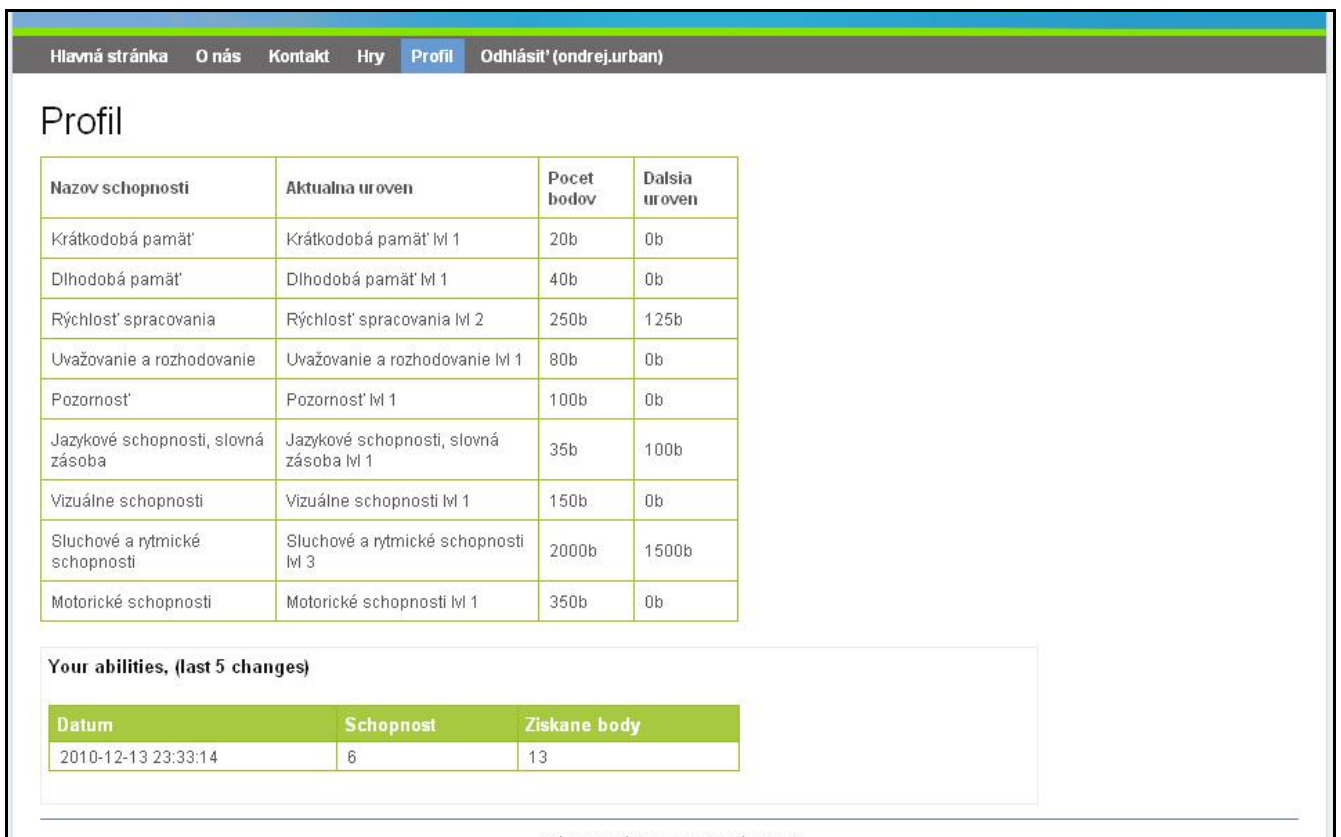 Hlavná stránka O nás Kontakt Hry Profil Odhlásiť (ondrej.urban)
Profil
Nazov schopnosti Aktualna uroven Pocet bodov Dalsia uroven
Krátkodobá pamäť Krátkodobá pamäť lvl 1 20b 0b
Dlhodobá pamäť Dlhodobá pamäť lvl 1 40b 0b
Rýchlosť spracovania Rýchlosť spracovania lvl 2 250b 125b
Uvažovanie a rozhodovanie Uvažovanie a rozhodovanie lvl 1 80b 0b
Pozornosť Pozornosť lvl 1 100b 0b
Jazykové schopnosti, slovná zásoba Jazykové schopnosti, slovná zásoba lvl 1 35b 100b
Vizuálne schopnosti Vizuálne schopnosti lvl 1 150b 0b
Sluchové a rytmické schopnosti Sluchové a rytmické schopnosti lvl 3 2000b 1500b
Motorické schopnosti Motorické schopnosti lvl 1 350b 0b
Your abilities, (last 5 changes)
Datum Schopnost Ziskane body
2010-12-13 23:33:14 6 13